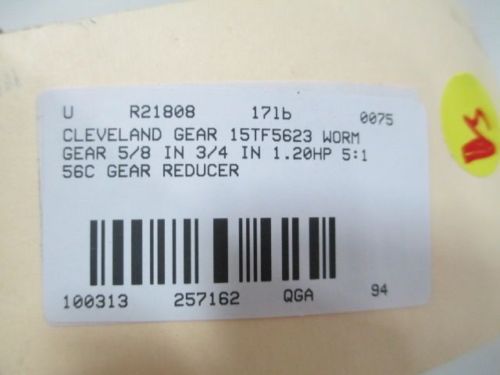 U R21808 17lb 0075
CLEVELAND GEAR 15TF5623 WORM
GEAR 5/8 IN 3/4 IN 1.20HP 5:1
56C GEAR REDUCER
100313 257162 QGA 94